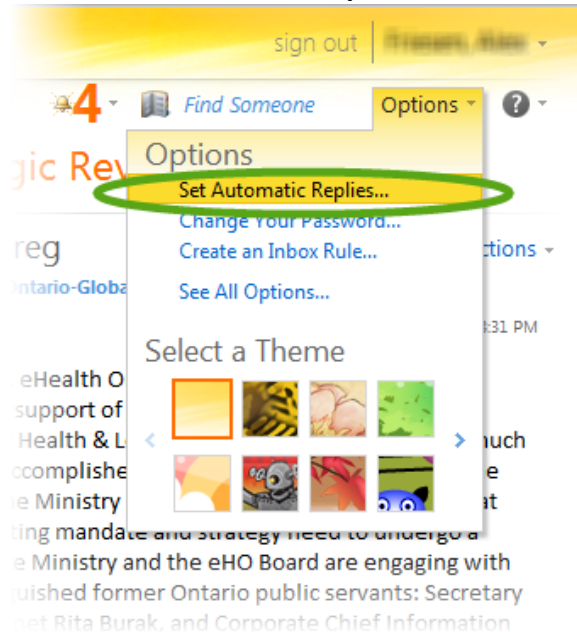 sign out
4 Find Someone Options ?
gic Rev
Options
Set Automatic Replies...
Change Your Password...
reg
Create an Inbox Rule...
ctions
ntario-Globa
See All Options...
:31 PM
Select a Theme
eHealth O
support of
Health & L
uch
ccomplishe
e
e Ministry
at
ting mandate and strategy need to undergo a
e Ministry and the eHO Board are engaging with
uished former Ontario public servants: Secretary
net Rita Burak, and Corporate Chief Information